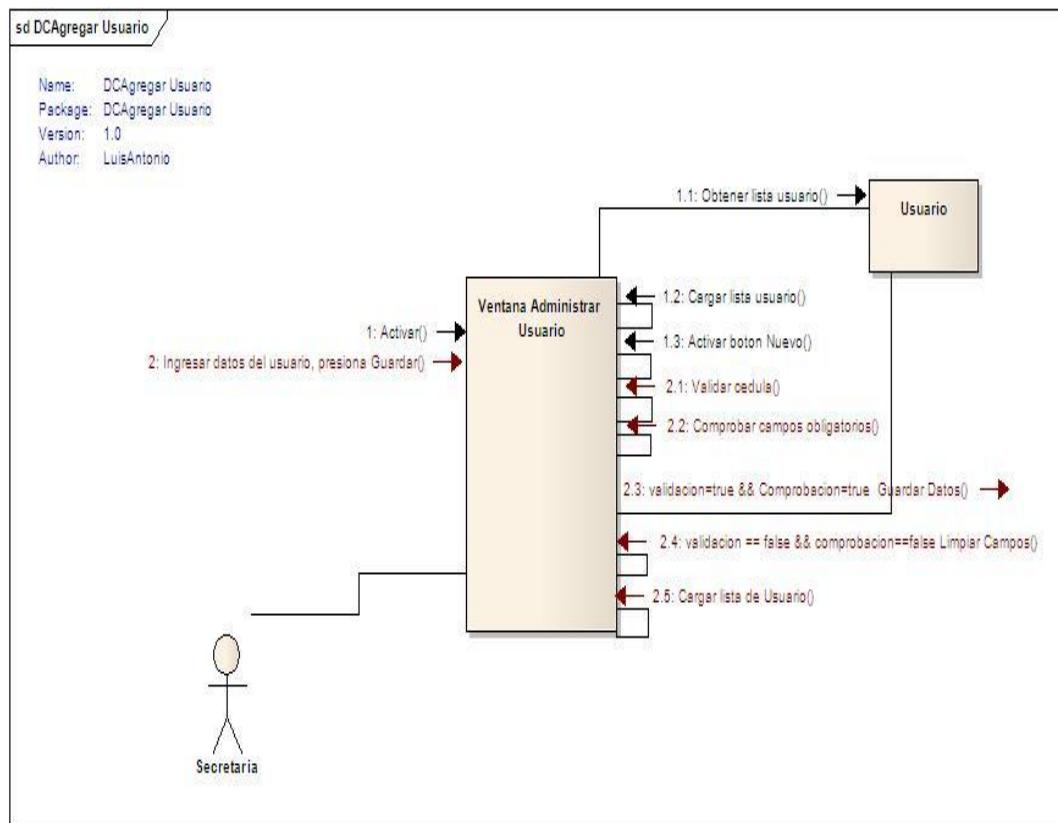 sd DCAgregar Usuario
Name: DCAgregar Usuario
Package: DCAgregar Usuario
Version: 1.0
Author: LuisAntonio
1.1: Obtener lista usuario()
Usuario
Ventana Administrar
Usuario
1.2: Cargar lista usuario()
1: Activar()
1.3: Activar boton Nuevo()
2: Ingresar datos del usuario, presiona Guardar()
2.1: Validar cedula()
2.2: Comprobar campos obligatorios()
2.3: validacion=true && Comprobacion=true Guardar Datos()
2.4: validacion == false && comprobacion==false Limpiar Campos()
2.5: Cargar lista de Usuario()
Secretaria